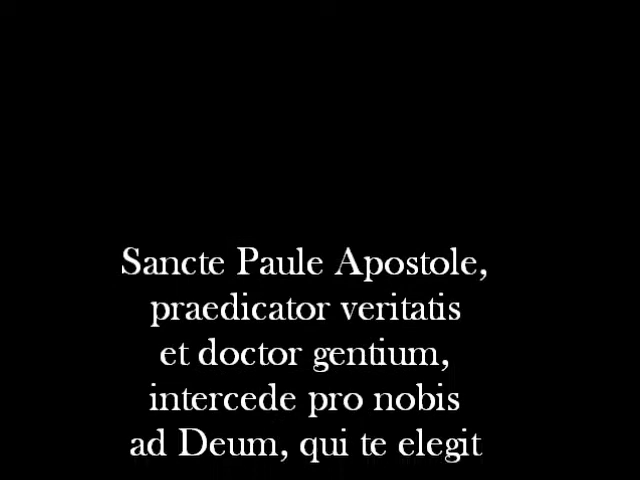 Sancte Paule Apostole,
praedicator veritatis
et doctor gentium,
intercede pro nobis
ad Deum, qui te elegit